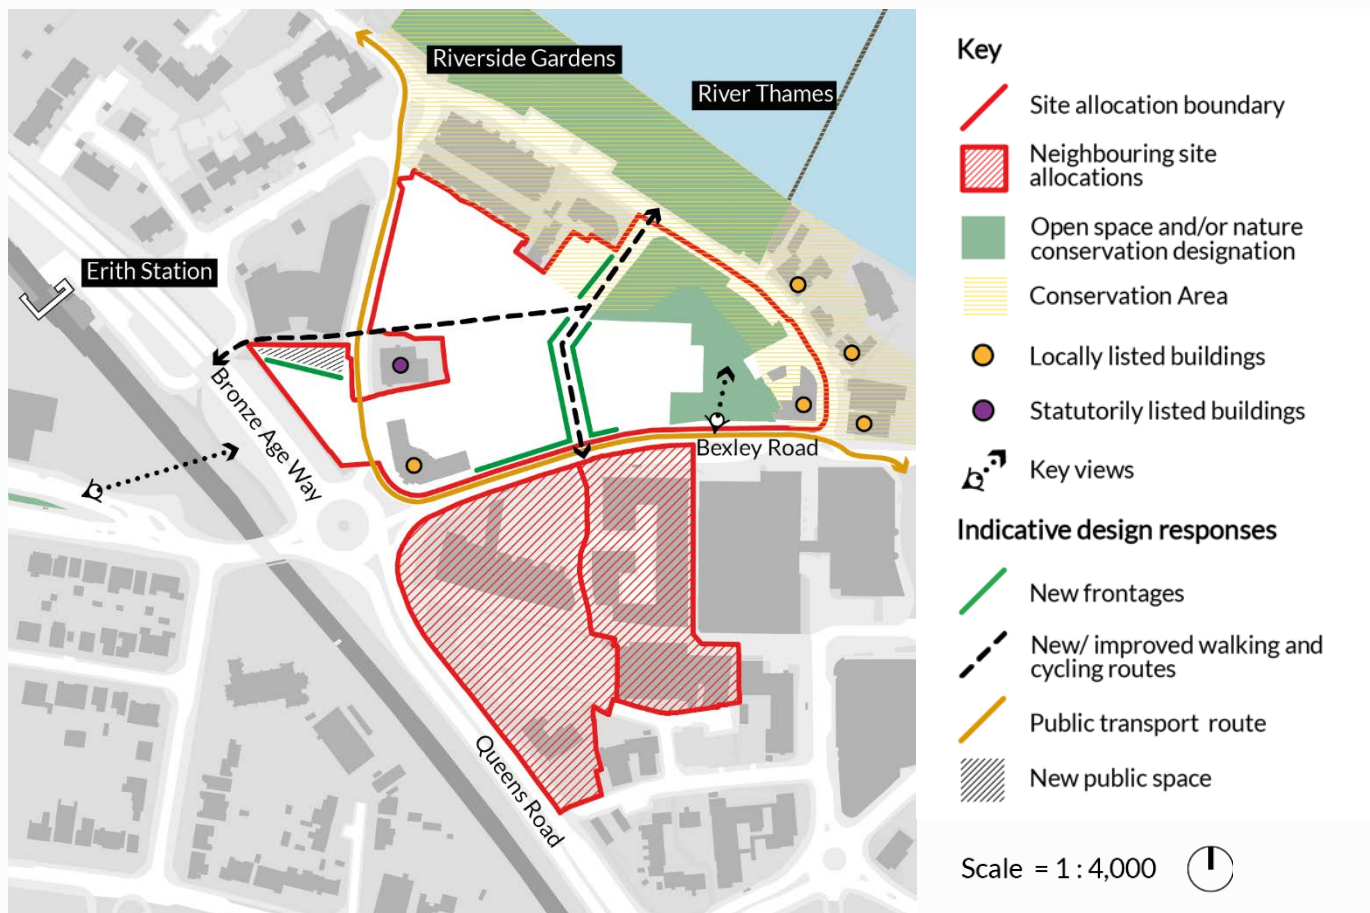 Riverside Gardens
River Thames
Erith Station
Bronze Age Way
Bexley Road
Queens Road
Key
Site allocation boundary
Neighbouring site
allocations
Open space and/or nature
conservation designation
Conservation Area
Locally listed buildings
Statutorily listed buildings
Key views
Indicative design responses
New frontages
New/ improved walking and
cycling routes
Public transport route
New public space
Scale = 1 : 4,000